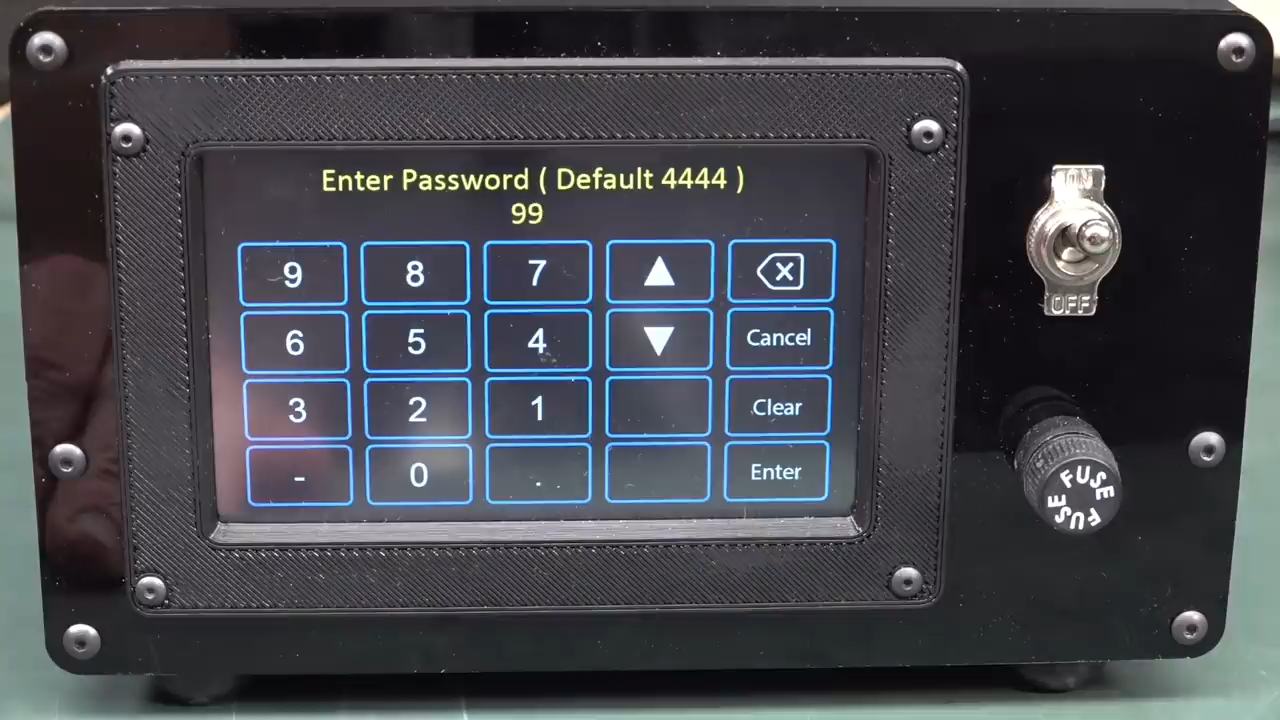 Enter Password ( Default 4444 )
99
9 8 7 ▲ ⌫
6 5 4 ▼ Cancel
3 2 1 Clear
- 0 . Enter
ON
OFF
FUSE
FUSE